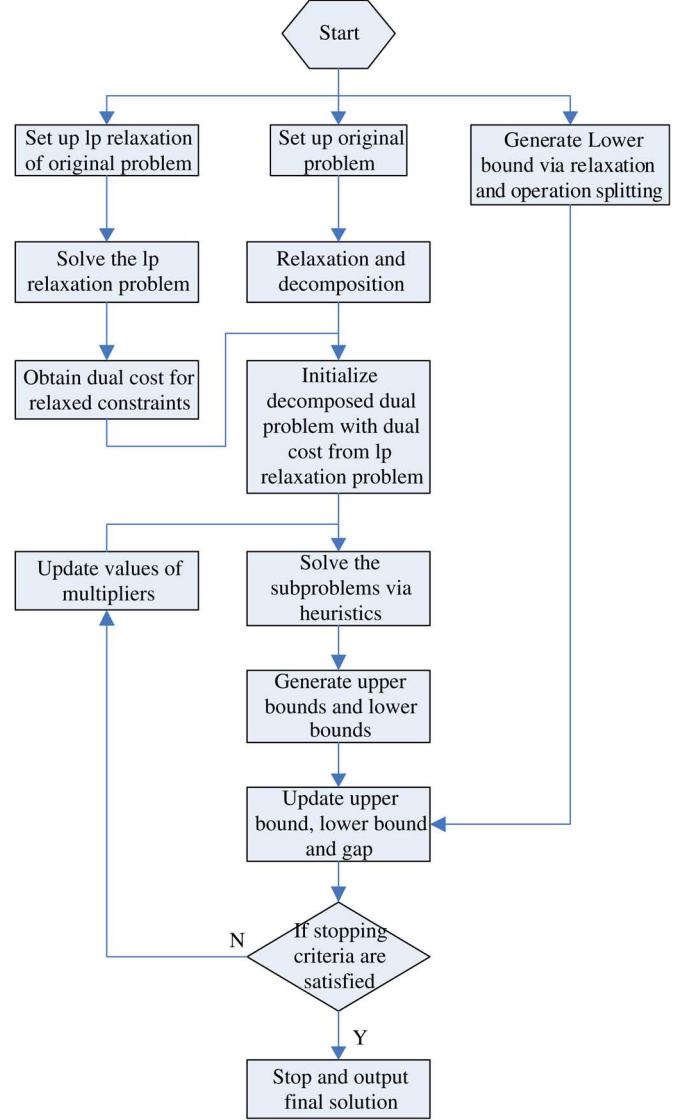 Start
Set up lp relaxation
of original problem
Set up original
problem
Generate Lower
bound via relaxation
and operation splitting
Solve the lp
relaxation problem
Relaxation and
decomposition
Obtain dual cost for
relaxed constraints
Initialize
decomposed dual
problem with dual
cost from lp
relaxation problem
Update values of
multipliers
Solve the
subproblems via
heuristics
Generate upper
bounds and lower
bounds
Update upper
bound, lower bound
and gap
N
If stopping
criteria are
satisfied
Y
Stop and output
final solution